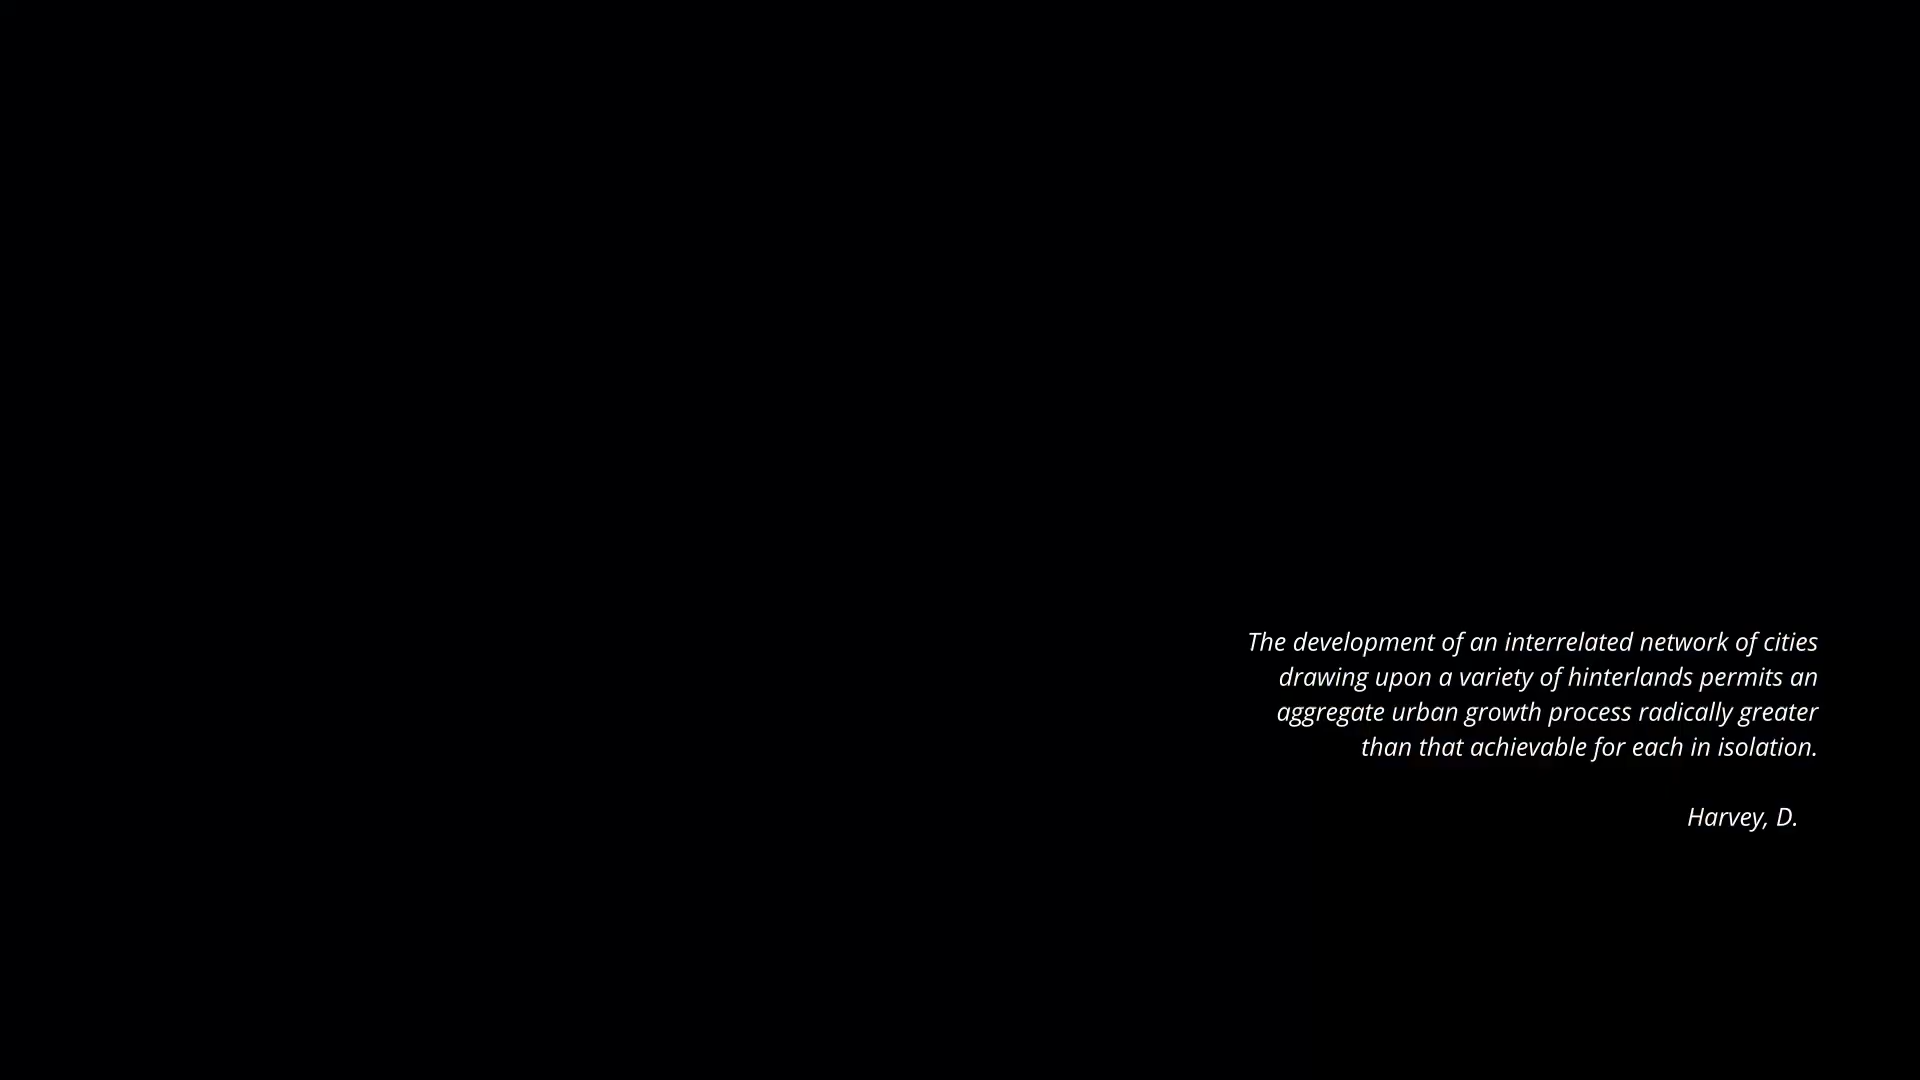 The development of an interrelated network of cities
drawing upon a variety of hinterlands permits an
aggregate urban growth process radically greater
than that achievable for each in isolation.
Harvey, D.